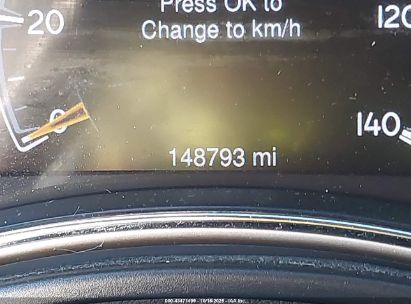 Press OK to
Change to km/h
20
120
0
140
148793 mi